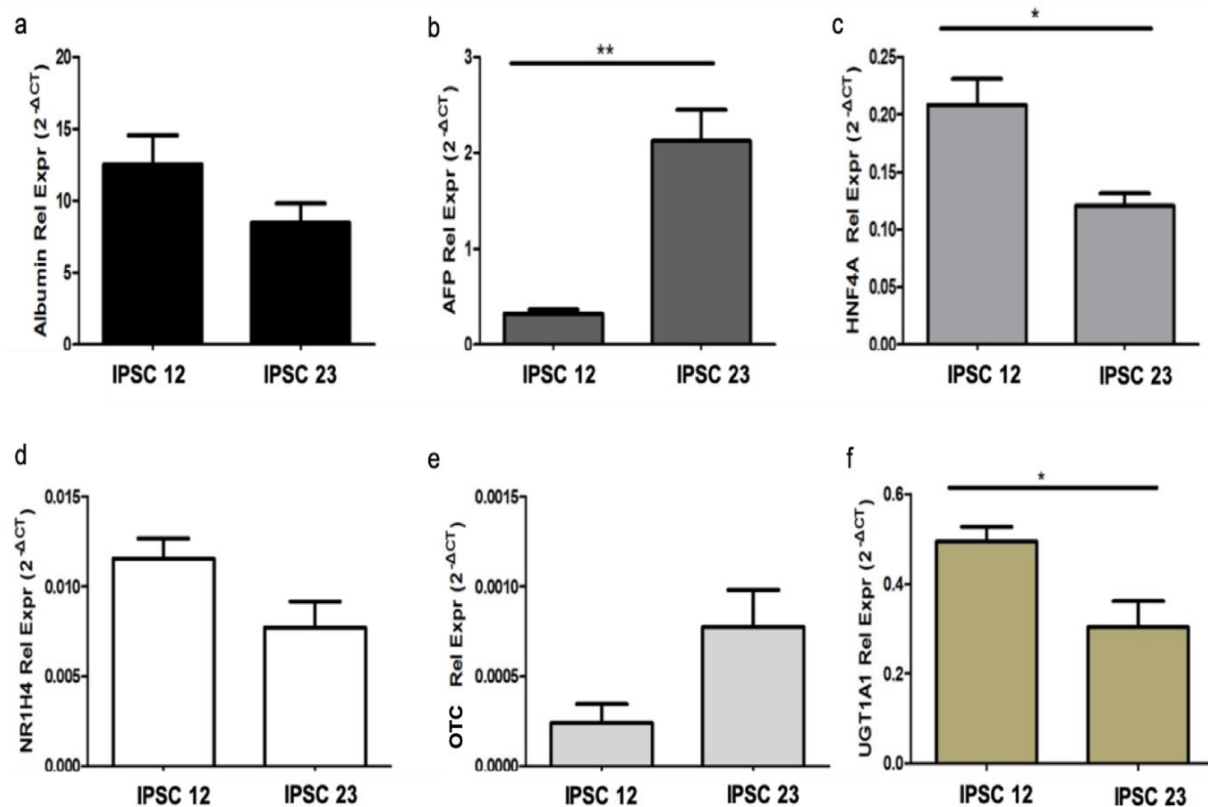 a
Albumin Rel Expr (2^-ΔCT)
20
15
10
5
0
IPSC 12 IPSC 23
b
**
AFP Rel Expr (2^-ΔCT)
3
2
1
0
IPSC 12 IPSC 23
c
*
HNF4A Rel Expr (2^-ΔCT)
0.25
0.20
0.15
0.10
0.05
0.00
IPSC 12 IPSC 23
d
NR1H4 Rel Expr (2^-ΔCT)
0.015
0.010
0.005
0.000
IPSC 12 IPSC 23
e
OTC Rel Expr (2^-ΔCT)
0.0015
0.0010
0.0005
0.0000
IPSC 12 IPSC 23
f
*
UGT1A1 Rel Expr (2^-ΔCT)
0.6
0.4
0.2
0.0
IPSC 12 IPSC 23